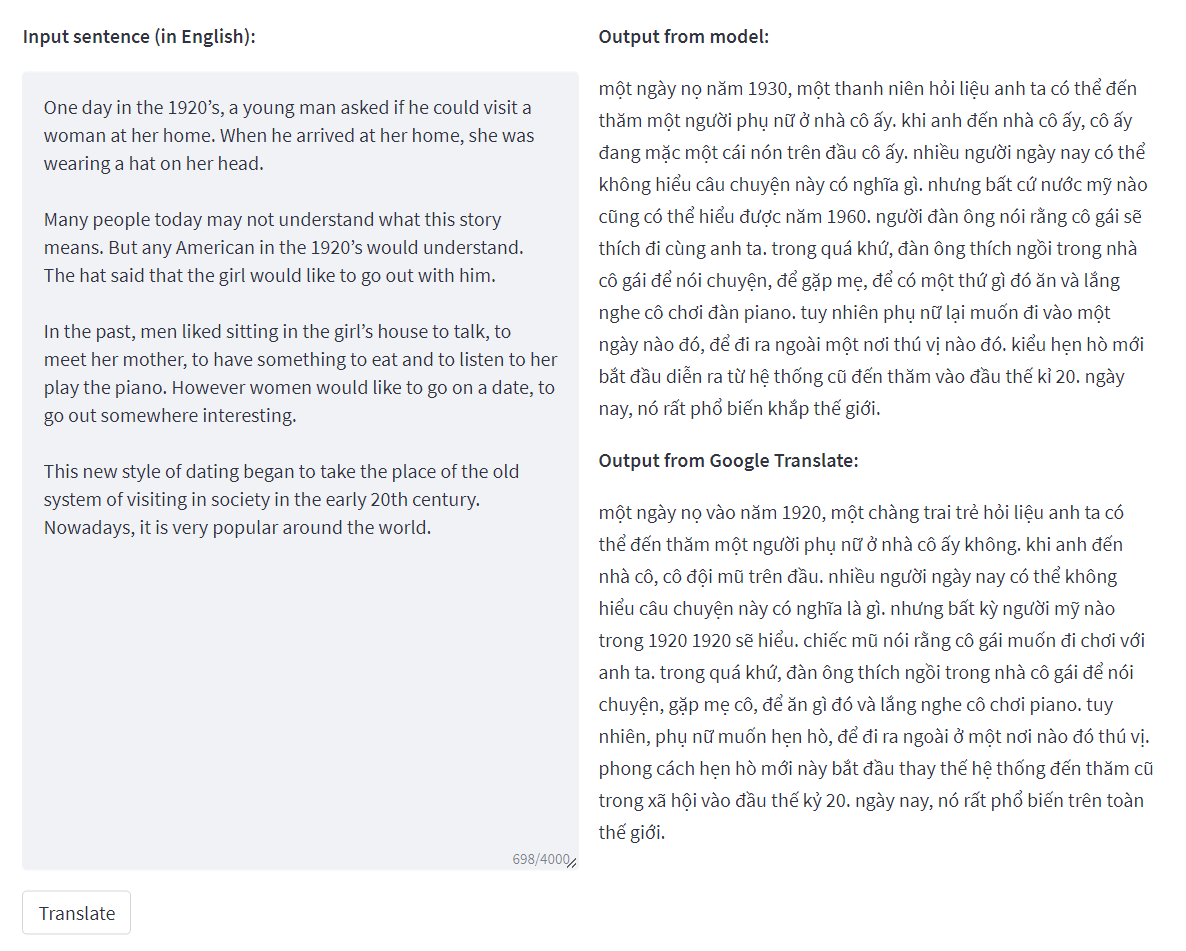 Input sentence (in English):
One day in the 1920’s, a young man asked if he could visit a
woman at her home. When he arrived at her home, she was
wearing a hat on her head.
Many people today may not understand what this story
means. But any American in the 1920’s would understand.
The hat said that the girl would like to go out with him.
In the past, men liked sitting in the girl’s house to talk, to
meet her mother, to have something to eat and to listen to her
play the piano. However women would like to go on a date, to
go out somewhere interesting.
This new style of dating began to take the place of the old
system of visiting in society in the early 20th century.
Nowadays, it is very popular around the world.
698/4000
Translate
Output from model:
một ngày nọ năm 1930, một thanh niên hỏi liệu anh ta có thể đến
thăm một người phụ nữ ở nhà cô ấy. khi anh đến nhà cô ấy, cô ấy
đang mặc một cái nón trên đầu cô ấy. nhiều người ngày nay có thể
không hiểu câu chuyện này có nghĩa gì. nhưng bất cứ nước mỹ nào
cũng có thể hiểu được năm 1960. người đàn ông nói rằng cô gái sẽ
thích đi cùng anh ta. trong quá khứ, đàn ông thích ngồi trong nhà
cô gái để nói chuyện, để gặp mẹ, để có một thứ gì đó ăn và lắng
nghe cô chơi đàn piano. tuy nhiên phụ nữ lại muốn đi vào một
ngày nào đó, để đi ra ngoài một nơi thú vị nào đó. kiểu hẹn hò mới
bắt đầu diễn ra từ hệ thống cũ đến thăm vào đầu thế kỉ 20. ngày
nay, nó rất phổ biến khắp thế giới.
Output from Google Translate:
một ngày nọ vào năm 1920, một chàng trai trẻ hỏi liệu anh ta có
thể đến thăm một người phụ nữ ở nhà cô ấy không. khi anh đến
nhà cô, cô đội mũ trên đầu. nhiều người ngày nay có thể không
hiểu câu chuyện này có nghĩa là gì. nhưng bất kỳ người mỹ nào
trong 1920 1920 sẽ hiểu. chiếc mũ nói rằng cô gái muốn đi chơi với
anh ta. trong quá khứ, đàn ông thích ngồi trong nhà cô gái để nói
chuyện, gặp mẹ cô, để ăn gì đó và lắng nghe cô chơi piano. tuy
nhiên, phụ nữ muốn hẹn hò, để đi ra ngoài ở một nơi nào đó thú vị.
phong cách hẹn hò mới này bắt đầu thay thế hệ thống đến thăm cũ
trong xã hội vào đầu thế kỷ 20. ngày nay, nó rất phổ biến trên toàn
thế giới.